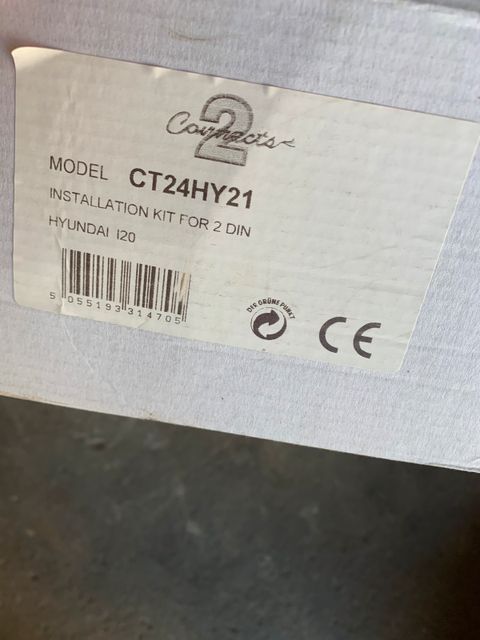 Connects
2
MODEL CT24HY21
INSTALLATION KIT FOR 2 DIN
HYUNDAI I20
5 055193 314705
DER GRÜNE PUNKT
CE